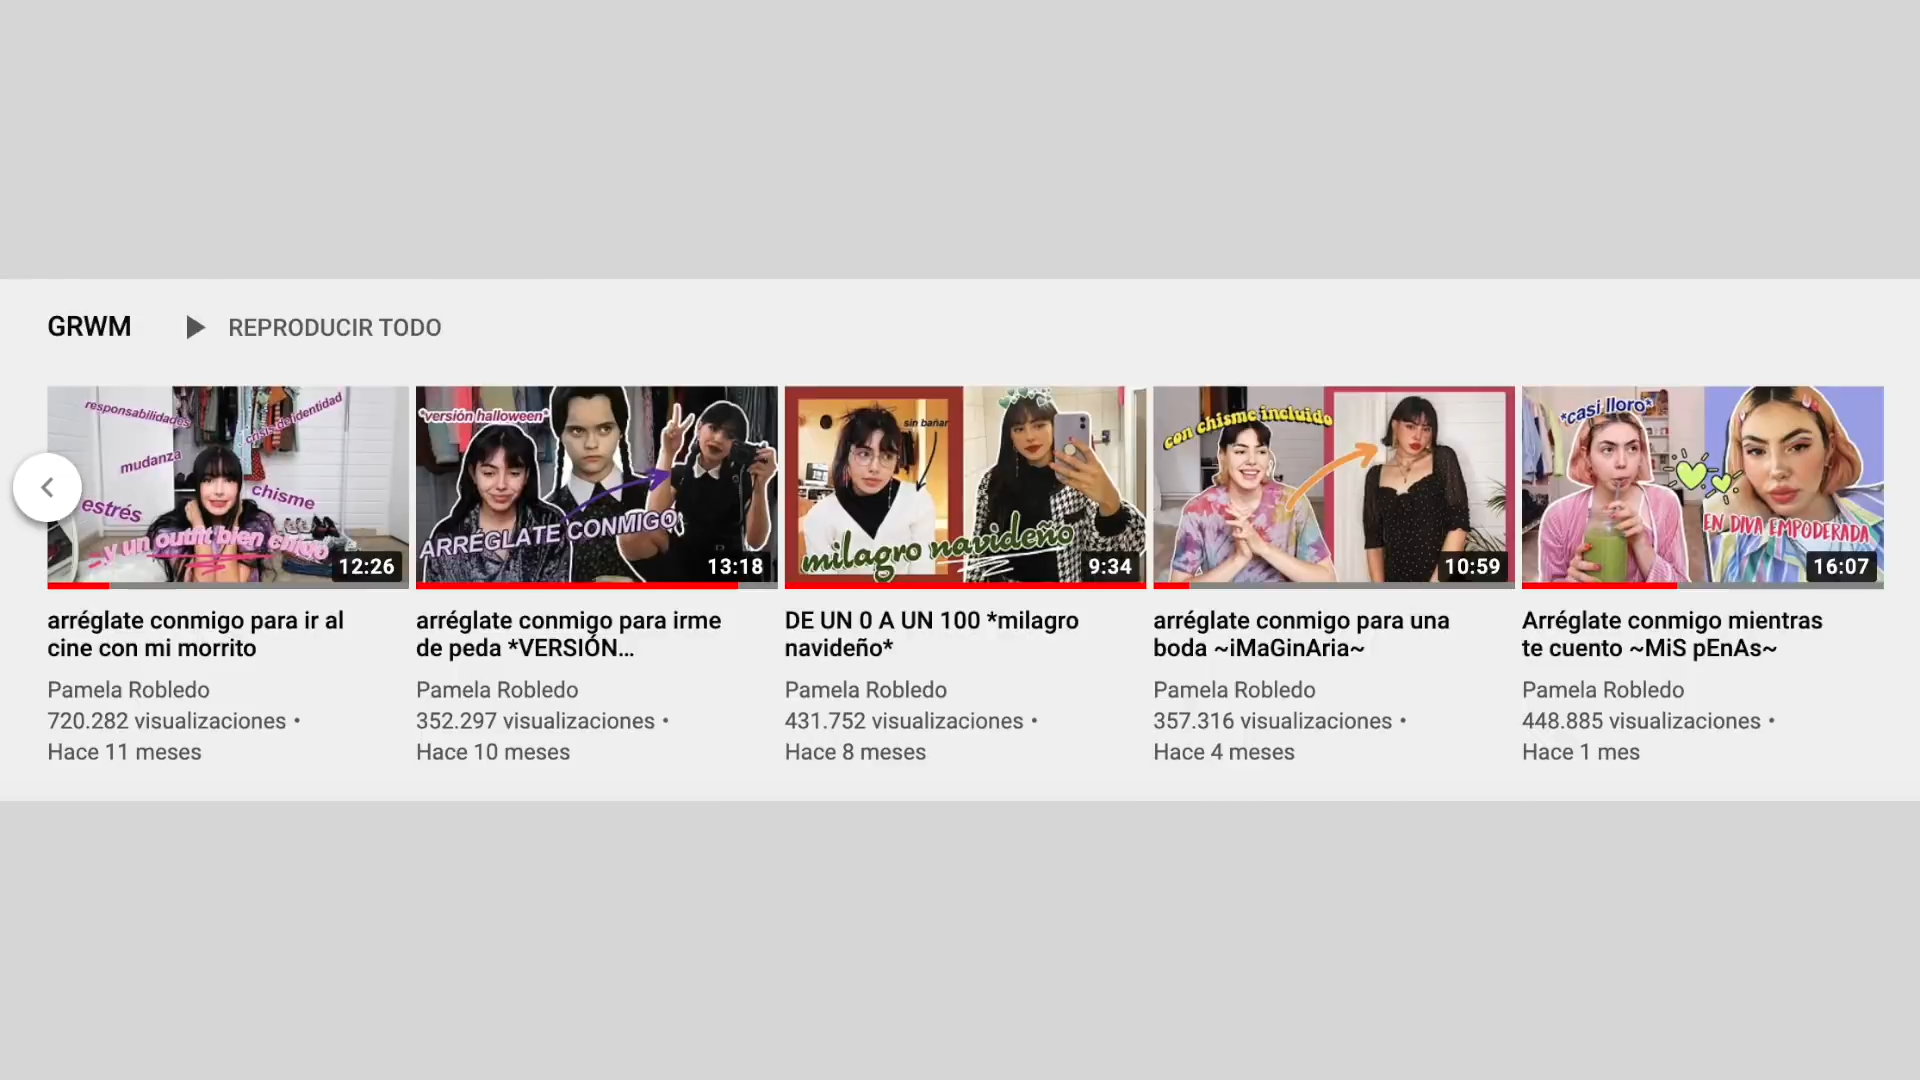 GRWM REPRODUCIR TODO
responsabilidades
crisis de identidad
mudanza
estrés
chisme
y un outfit bien chigo
12:26
*versión halloween*
ARRÉGLATE CONMIGO
13:18
sin bañar
milagro navideño
9:34
con chisme incluido
10:59
*casi lloro*
EN DIVA EMPODERADA
16:07
arréglate conmigo para ir al
cine con mi morrito
Pamela Robledo
720.282 visualizaciones •
Hace 11 meses
arréglate conmigo para irme
de peda *VERSIÓN...
Pamela Robledo
352.297 visualizaciones •
Hace 10 meses
DE UN 0 A UN 100 *milagro
navideño*
Pamela Robledo
431.752 visualizaciones •
Hace 8 meses
arréglate conmigo para una
boda ~iMaGinAria~
Pamela Robledo
357.316 visualizaciones •
Hace 4 meses
Arréglate conmigo mientras
te cuento ~MiS pEnAs~
Pamela Robledo
448.885 visualizaciones •
Hace 1 mes